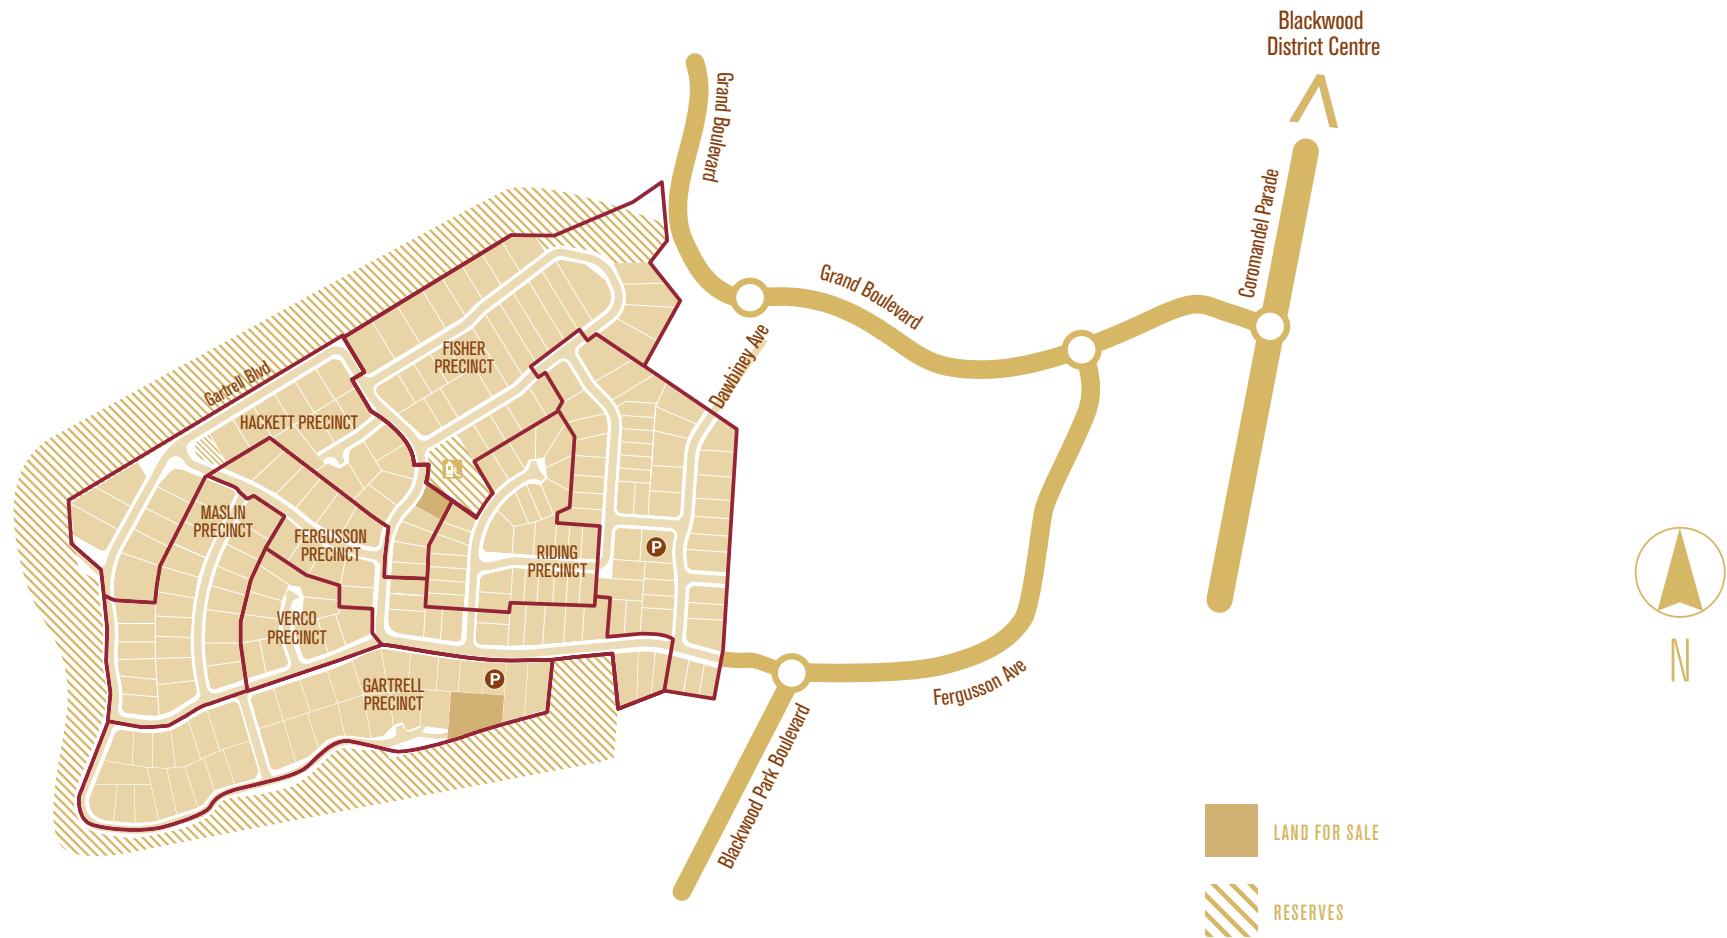 Blackwood
District Centre
Grand Boulevard
Coromandel Parade
Grand Boulevard
Dawbiney Ave
FISHER
PRECINCT
Gartrell Blvd
HACKETT PRECINCT
MASLIN
PRECINCT
FERGUSSON
PRECINCT
RIDING
PRECINCT
P
VERCO
PRECINCT
GARTRELL
PRECINCT
P
Fergusson Ave
Blackwood Park Boulevard
N
LAND FOR SALE
RESERVES